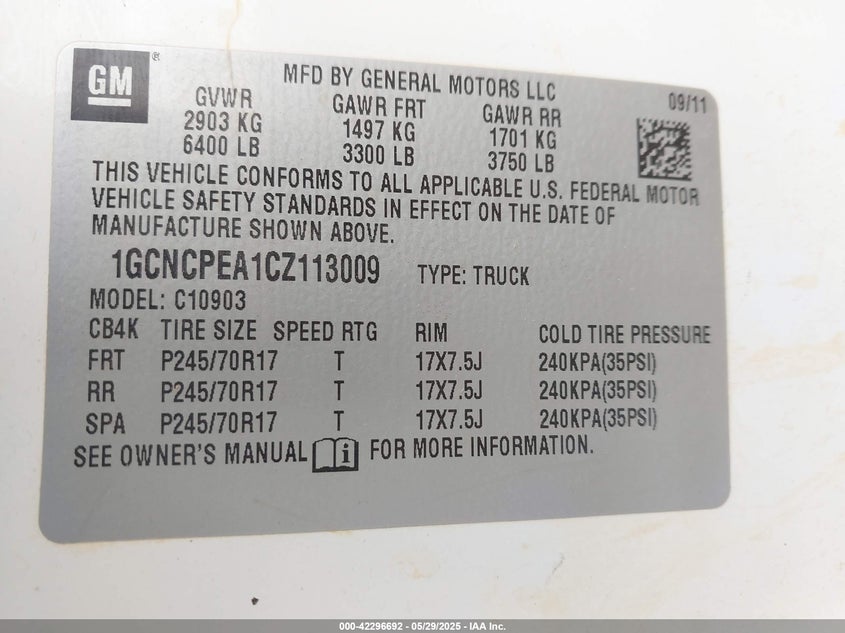 GM®
MFD BY GENERAL MOTORS LLC
09/11
GVWR GAWR FRT GAWR RR
2903 KG 1497 KG 1701 KG
6400 LB 3300 LB 3750 LB
THIS VEHICLE CONFORMS TO ALL APPLICABLE U.S. FEDERAL MOTOR
VEHICLE SAFETY STANDARDS IN EFFECT ON THE DATE OF
MANUFACTURE SHOWN ABOVE.
1GCNCPEA1CZ113009 TYPE: TRUCK
MODEL: C10903
CB4K TIRE SIZE SPEED RTG RIM COLD TIRE PRESSURE
FRT P245/70R17 T 17X7.5J 240KPA(35PSI)
RR P245/70R17 T 17X7.5J 240KPA(35PSI)
SPA P245/70R17 T 17X7.5J 240KPA(35PSI)
SEE OWNER'S MANUAL i FOR MORE INFORMATION.
000-42296692 - 05/29/2025 - IAA Inc.